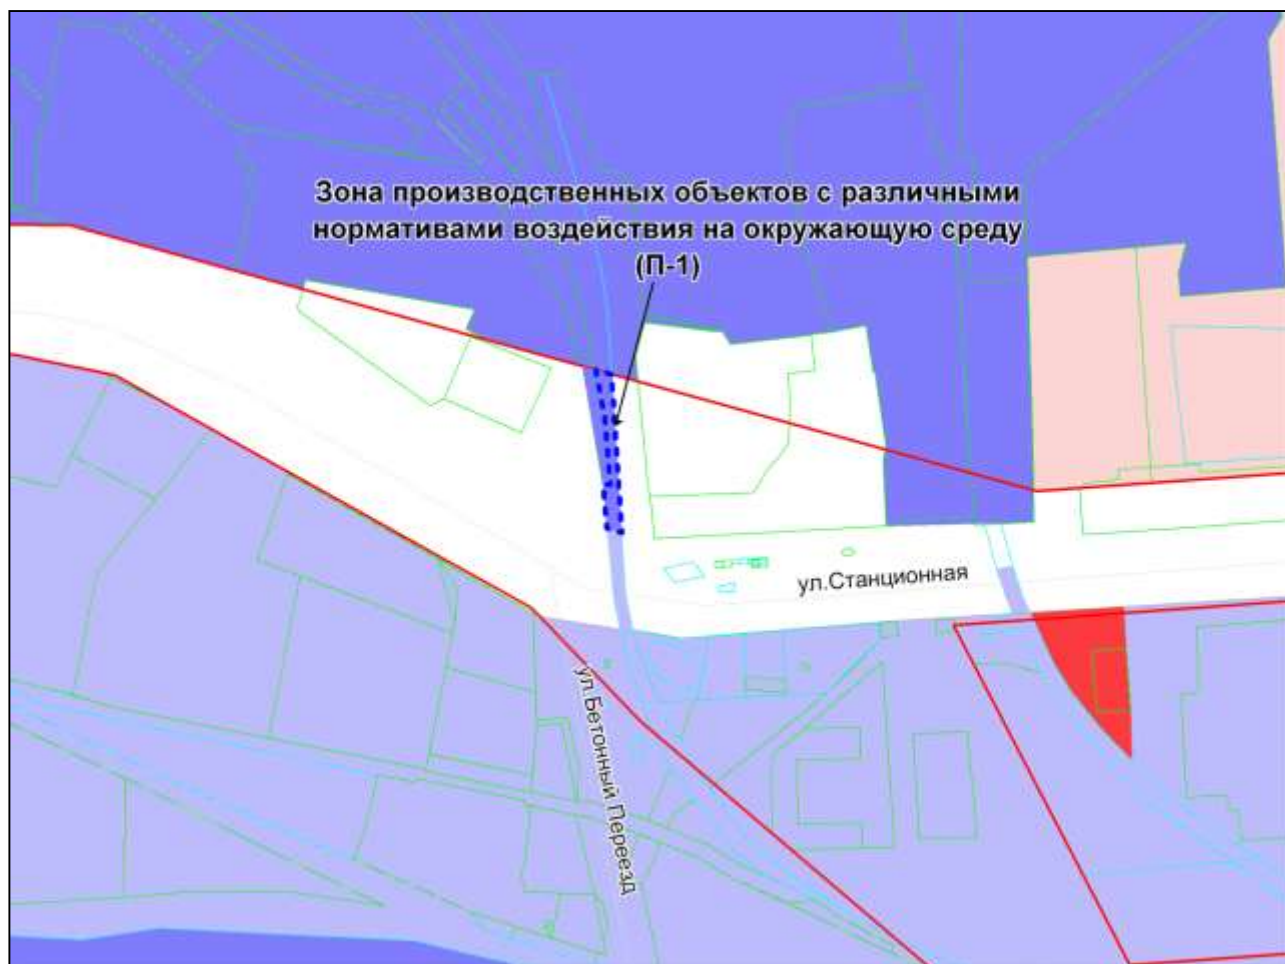 Зона производственных объектов с различными
нормативами воздействия на окружающую среду
(П-1)
ул.Станционная
ул.Бетонный Переезд